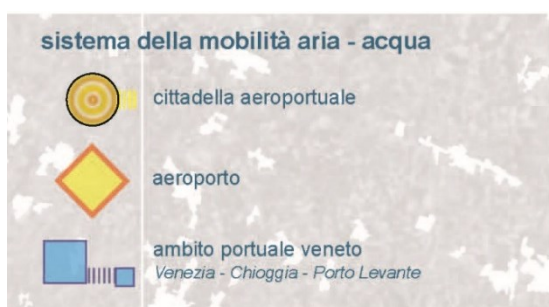 sistema della mobilità aria - acqua
cittadella aeroportuale
aeroporto
ambito portuale veneto
Venezia - Chioggia - Porto Levante